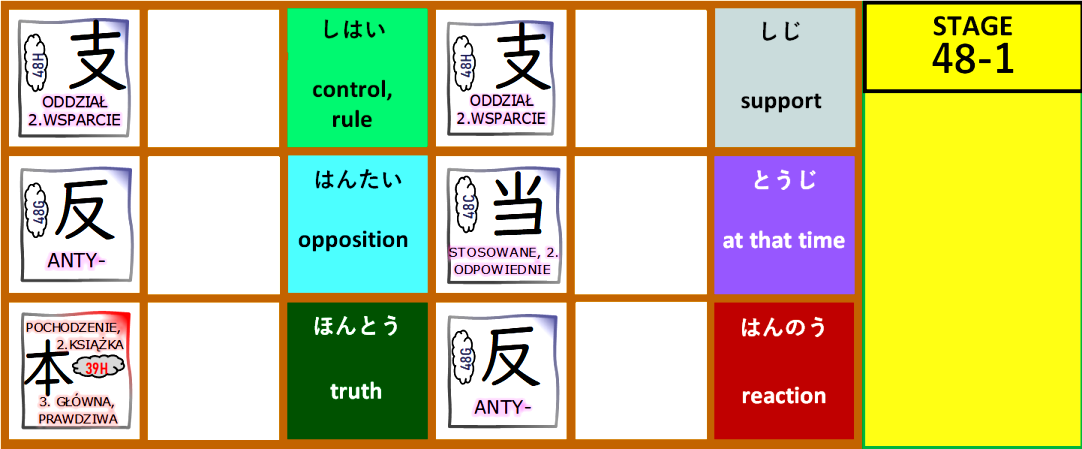 48H
支
ODDZIAŁ
2.WSPARCIE
しはい
control,
rule
48H
支
ODDZIAŁ
2.WSPARCIE
しじ
support
STAGE
48-1
48G
反
ANTY-
はんたい
opposition
48C
当
STOSOWANE, 2.
ODPOWIEDNIE
とうじ
at that time
POCHODZENIE,
2.KSIĄŻKA
本
39H
3. GŁÓWNA,
PRAWDZIWA
ほんとう
truth
48G
反
ANTY-
はんのう
reaction